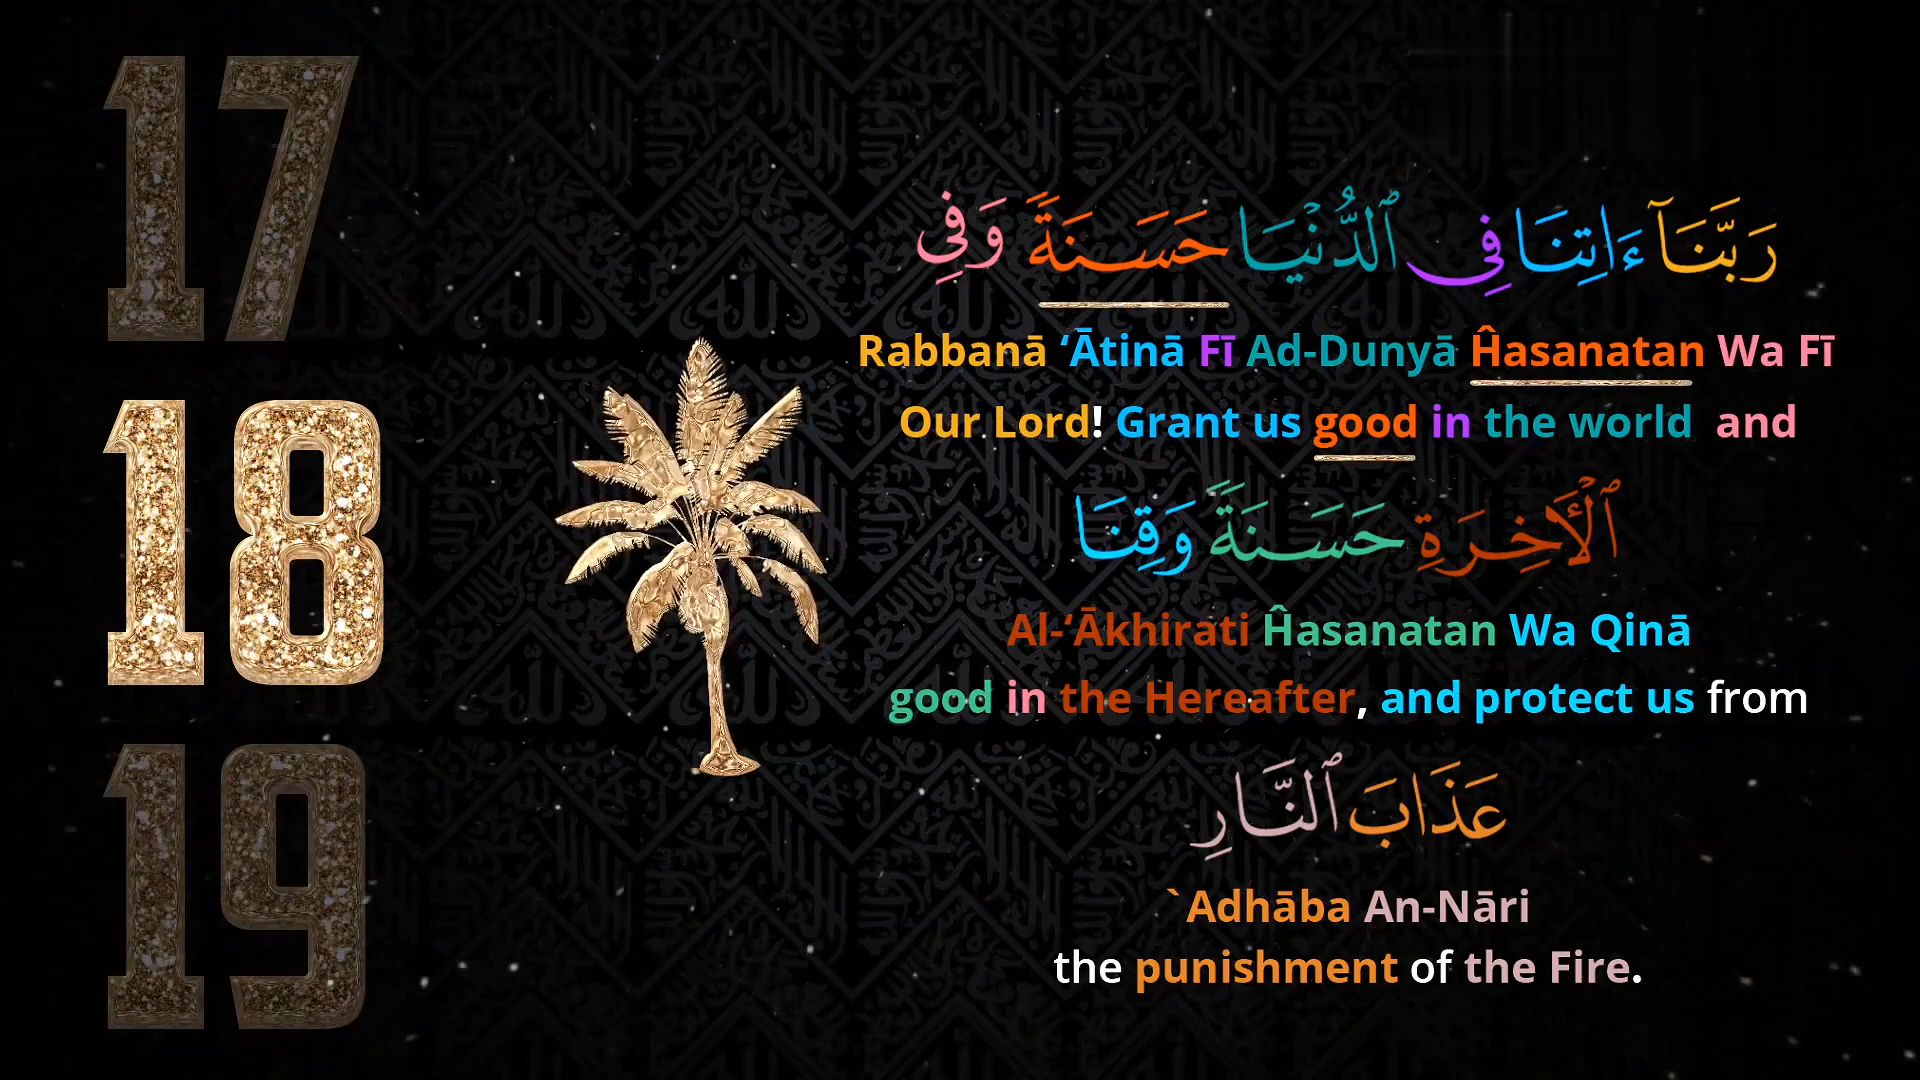 17
18
19
رَبَّنَآ ءَاتِنَا فِى ٱلدُّنْيَا حَسَنَةً وَفِى
Rabbanā ‘Ātinā Fī Ad-Dunyā Ĥasanatan Wa Fī
Our Lord! Grant us good in the world and
ٱلْأَخِرَةِ حَسَنَةً وَقِنَا
Al-‘Ākhirati Ĥasanatan Wa Qinā
good in the Hereafter, and protect us from
عَذَابَ ٱلنَّارِ
`Adhāba An-Nāri
the punishment of the Fire.